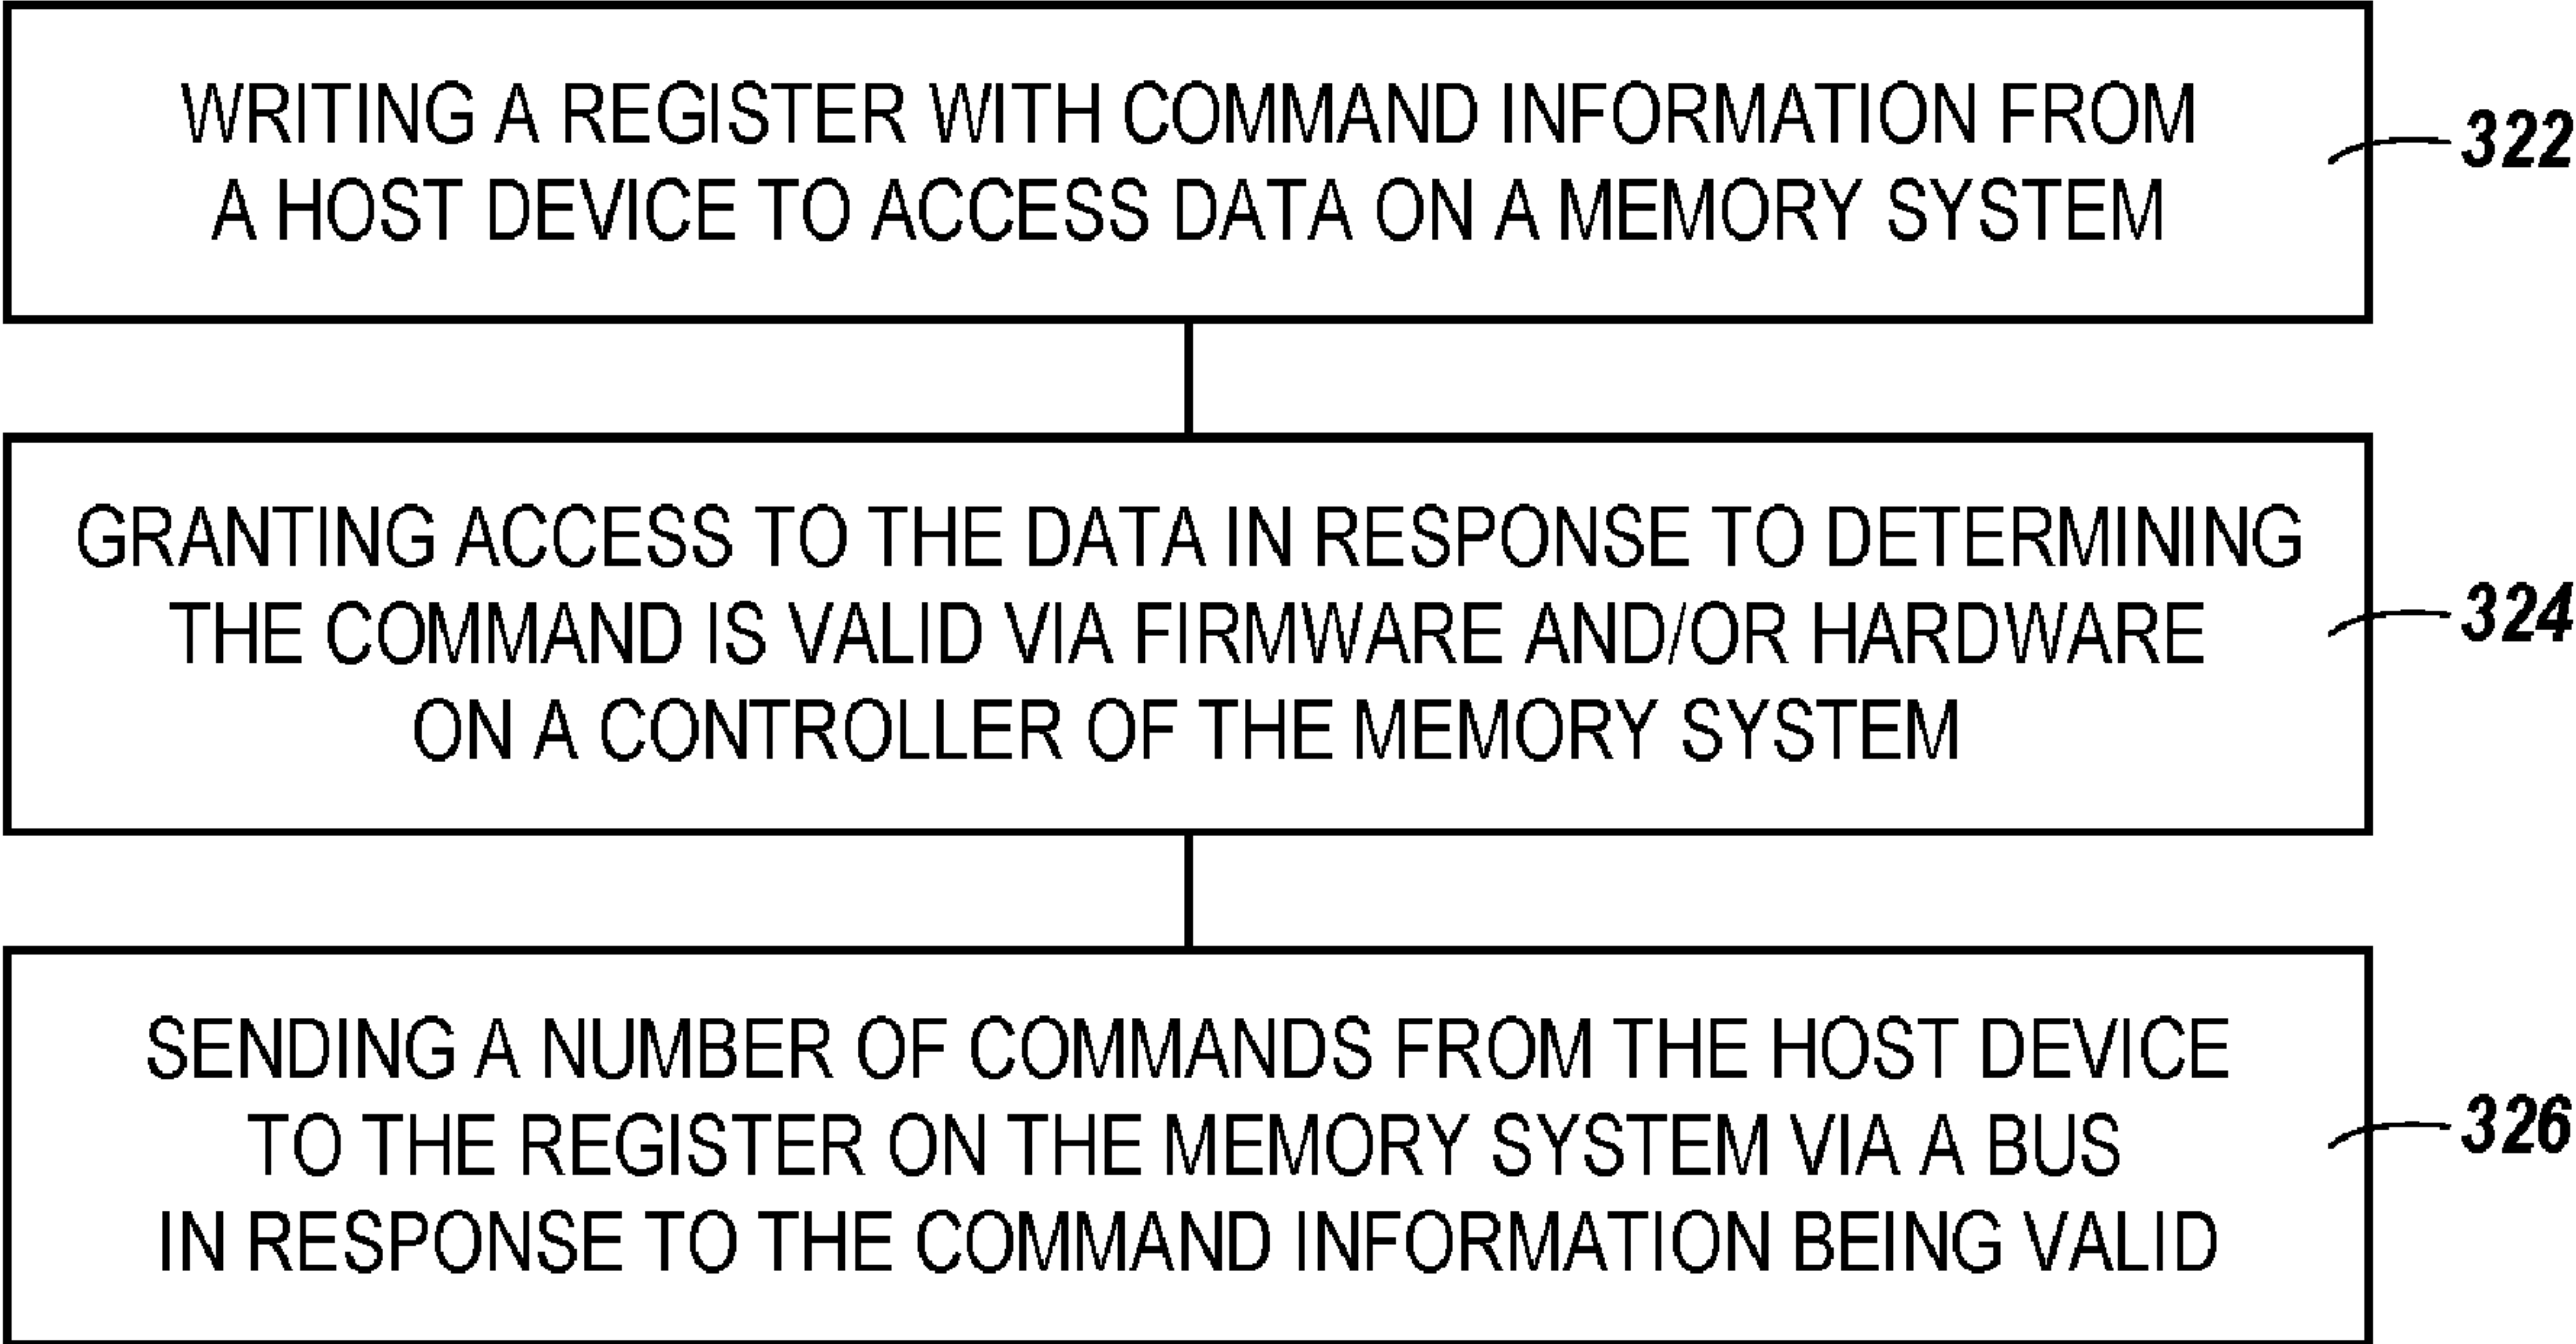 WRITING A REGISTER WITH COMMAND INFORMATION FROM
A HOST DEVICE TO ACCESS DATA ON A MEMORY SYSTEM
322
GRANTING ACCESS TO THE DATA IN RESPONSE TO DETERMINING
THE COMMAND IS VALID VIA FIRMWARE AND/OR HARDWARE
ON A CONTROLLER OF THE MEMORY SYSTEM
324
SENDING A NUMBER OF COMMANDS FROM THE HOST DEVICE
TO THE REGISTER ON THE MEMORY SYSTEM VIA A BUS
IN RESPONSE TO THE COMMAND INFORMATION BEING VALID
326